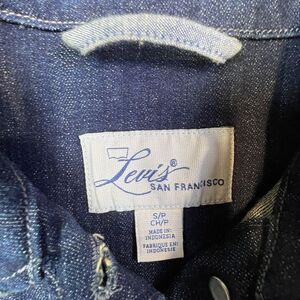 Levi's®
SAN FRANCISCO
S/P
CH/P
MADE IN:
INDONESIA
FABRIQUE EN:
INDONESIE